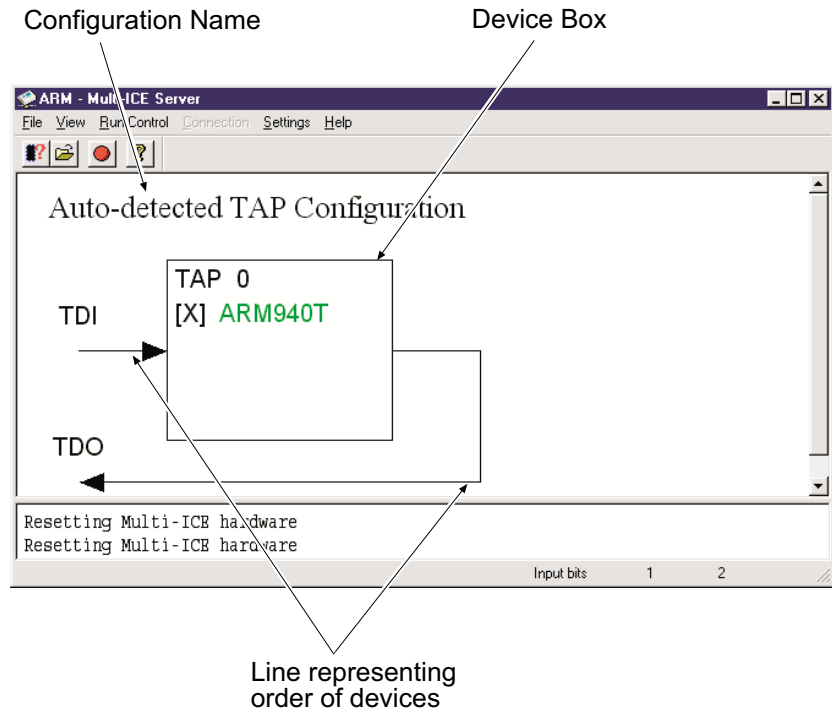 Configuration Name
Device Box
ARM - Multi-ICE Server
File View Run Control Connection Settings Help
Auto-detected TAP Configuration
TAP 0
[X] ARM940T
TDI
TDO
Resetting Multi-ICE hardware
Resetting Multi-ICE hardware
Input bits 1 2
Line representing
order of devices